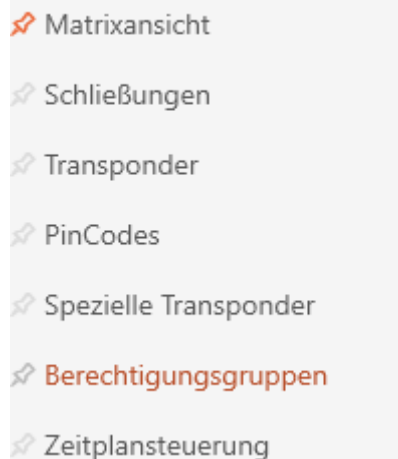 Matrixansicht
Schließungen
Transponder
PinCodes
Spezielle Transponder
Berechtigungsgruppen
Zeitplansteuerung